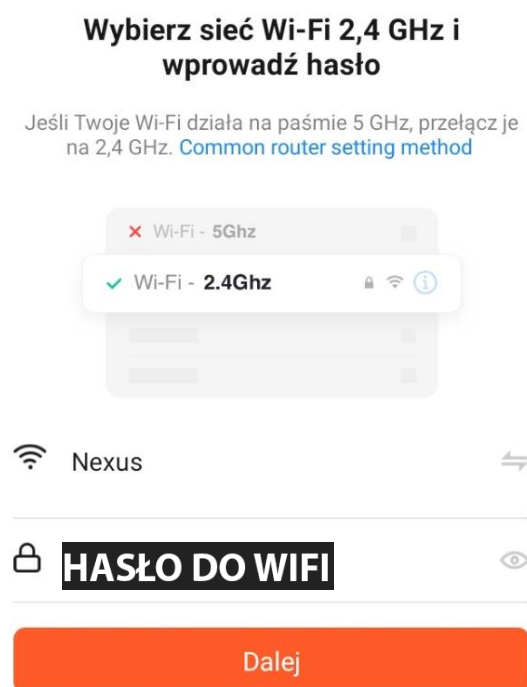 Wybierz sieć Wi-Fi 2,4 GHz i
wprowadź hasło
Jeśli Twoje Wi-Fi działa na paśmie 5 GHz, przełącz je
na 2,4 GHz. Common router setting method
Wi-Fi - 5Ghz
Wi-Fi - 2.4Ghz
Nexus
HASŁO DO WIFI
Dalej